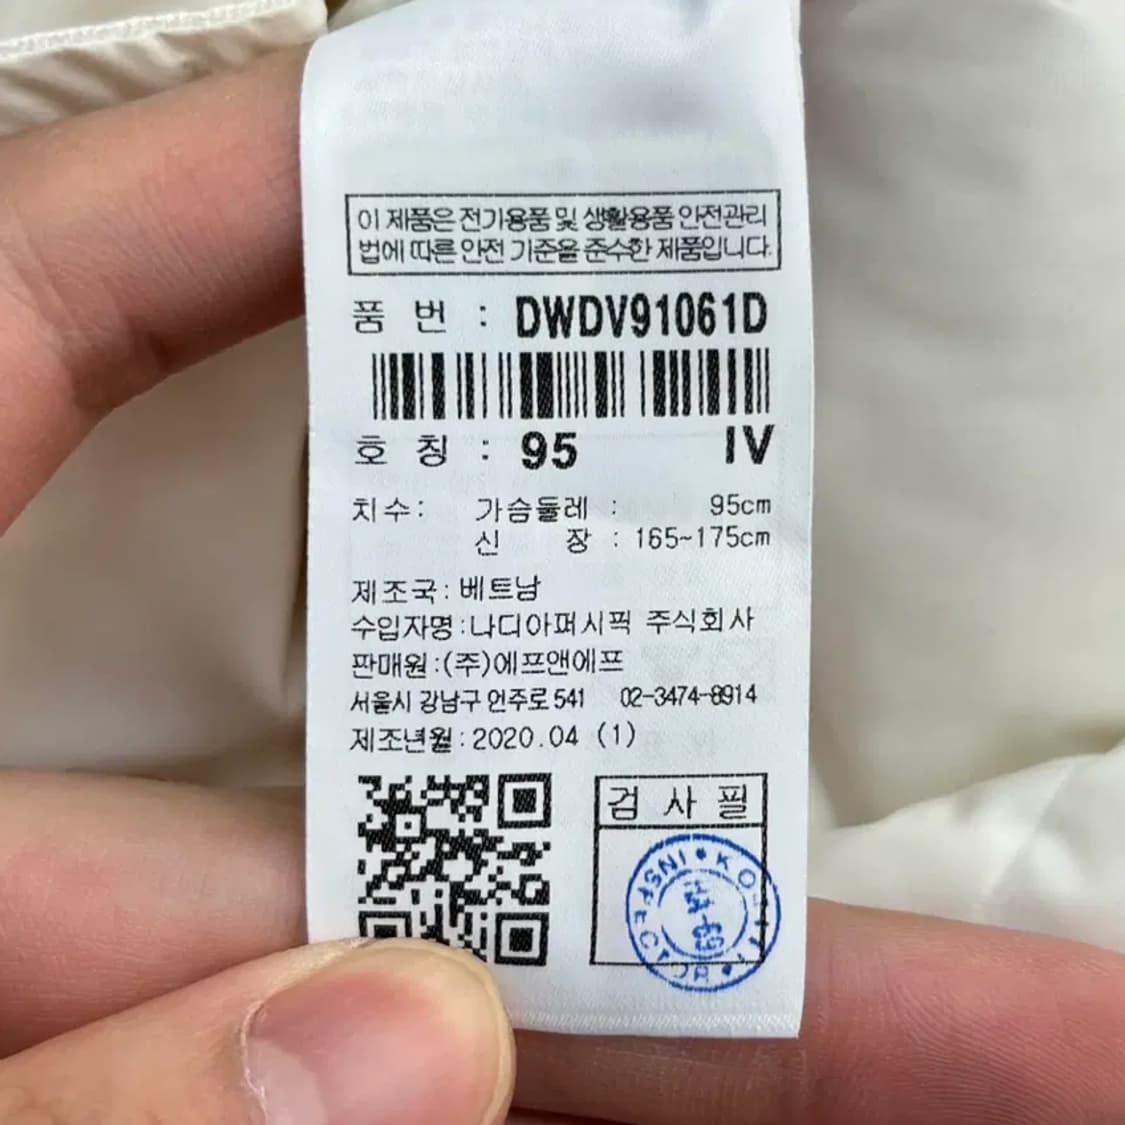 이 제품은 전기용품 및 생활용품 안전관리
법에 따른 안전 기준을 준수한 제품입니다.
품 번 : DWDV91061D
호 칭 : 95 IV
치수: 가슴둘레 : 95cm
신 장 : 165~175cm
제조국: 베트남
수입자명:나디아퍼시픽 주식회사
판매원:(주)에프앤에프
서울시 강남구 언주로 541 02-3474-8914
제조년월:2020.04 (1)
검 사 필
INSPECTOR